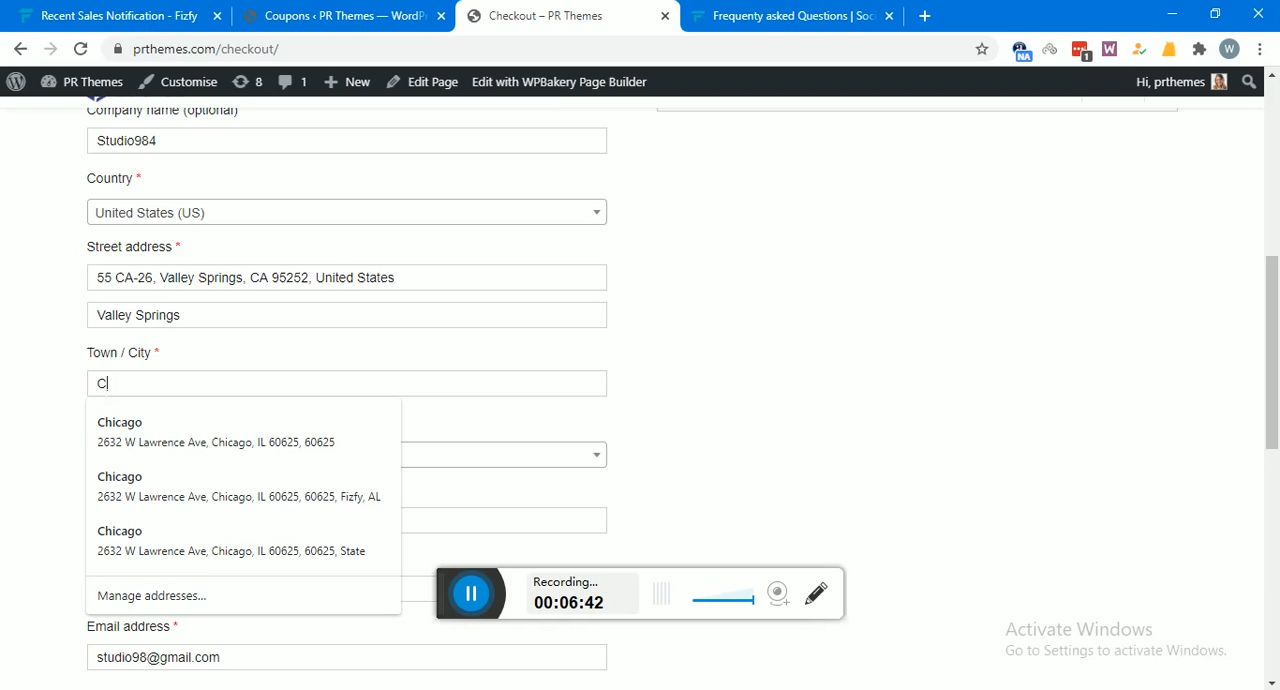 Recent Sales Notification - Fizfy
Coupons ‹ PR Themes — WordPr
Checkout – PR Themes
Frequenty asked Questions | Soc
prthemes.com/checkout/
NA
1
W
W
PR Themes
Customise
8
1
New
Edit Page
Edit with WPBakery Page Builder
Hi, prthemes
Company name (optional)
Studio984
Country *
United States (US)
Street address *
55 CA-26, Valley Springs, CA 95252, United States
Valley Springs
Town / City *
C
Chicago
2632 W Lawrence Ave, Chicago, IL 60625, 60625
Chicago
2632 W Lawrence Ave, Chicago, IL 60625, 60625, Fizfy, AL
Chicago
2632 W Lawrence Ave, Chicago, IL 60625, 60625, State
Manage addresses...
Recording...
00:06:42
Email address *
studio98@gmail.com
Activate Windows
Go to Settings to activate Windows.